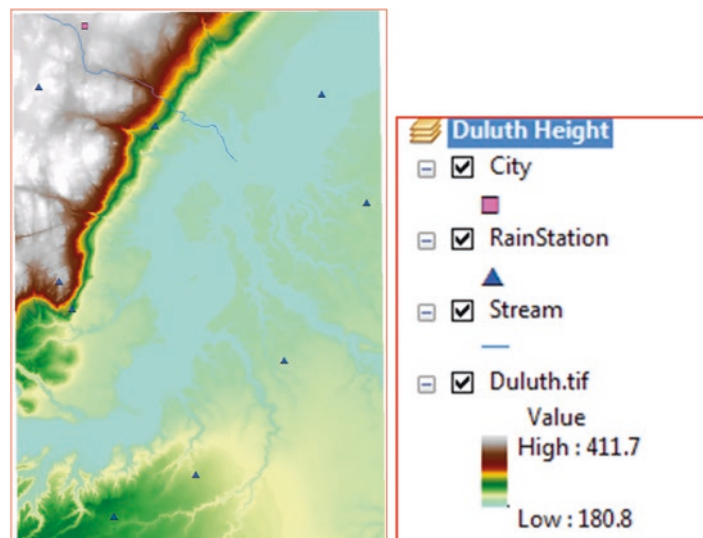 Duluth Height
City
RainStation
Stream
Duluth.tif
Value
High : 411.7
Low : 180.8